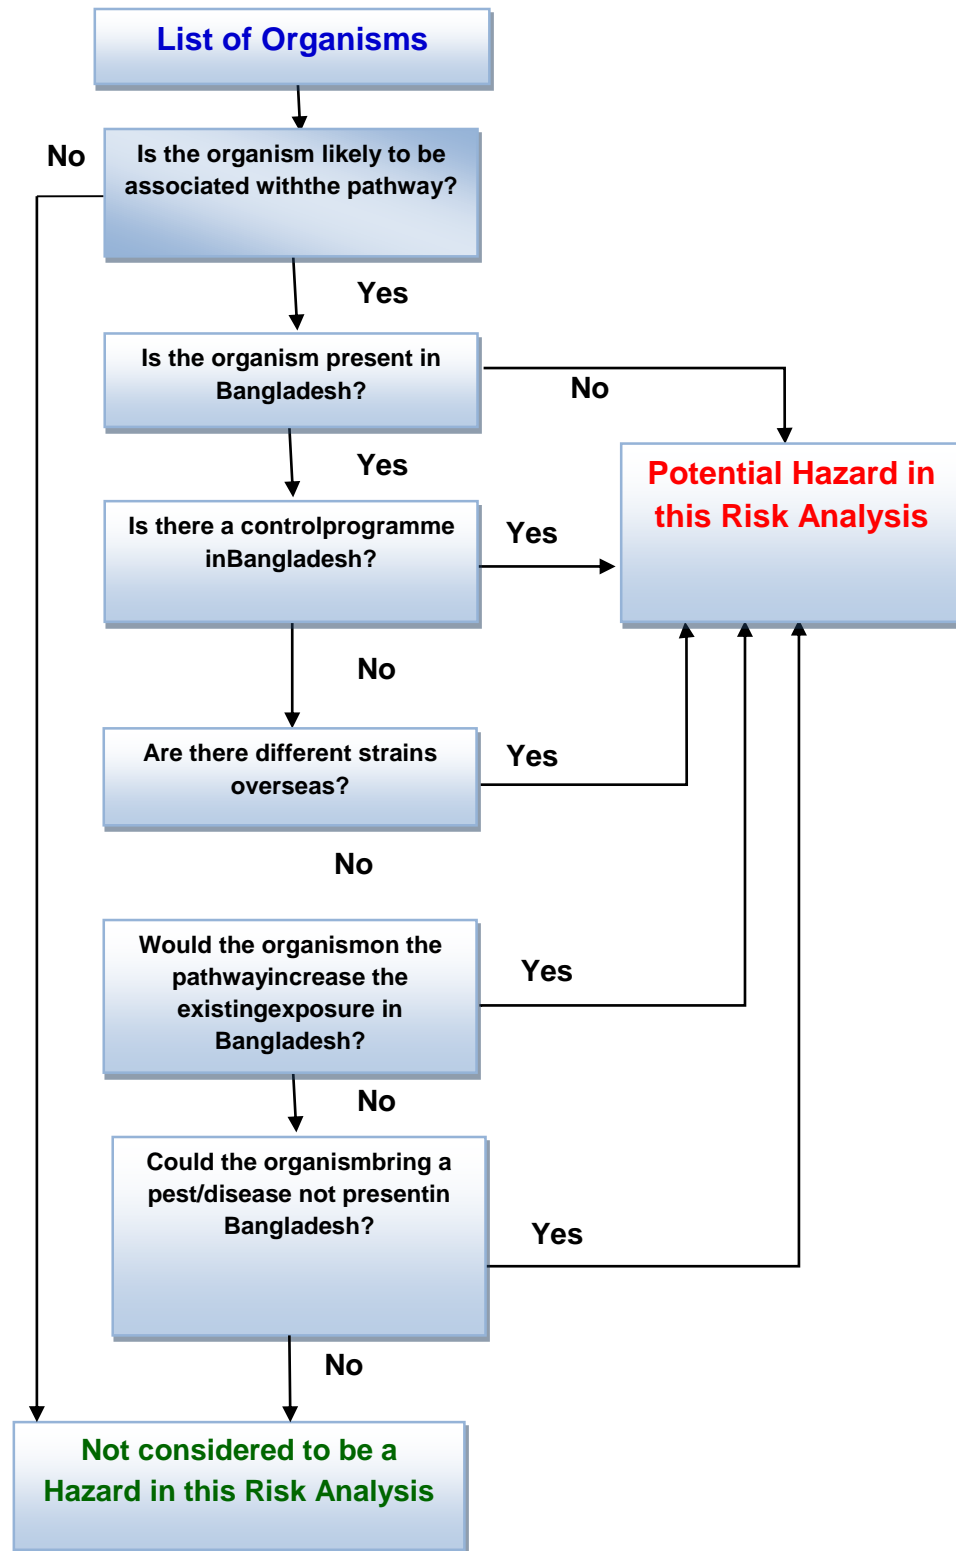 List of Organisms
No
Is the organism likely to be
associated withthe pathway?
Yes
Is the organism present in
Bangladesh?
No
Yes
Potential Hazard in
this Risk Analysis
Is there a controlprogramme
inBangladesh?
Yes
No
Are there different strains
overseas?
Yes
No
Would the organismon the
pathwayincrease the
existingexposure in
Bangladesh?
Yes
No
Could the organismbring a
pest/disease not presentin
Bangladesh?
Yes
No
Not considered to be a
Hazard in this Risk Analysis